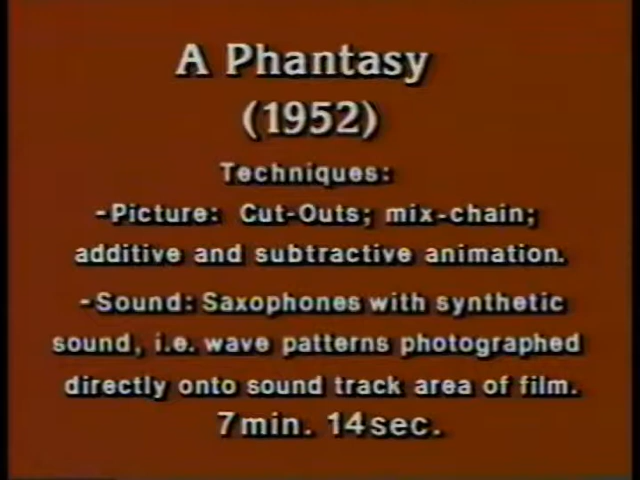 A Phantasy
(1952)
Techniques:
-Picture: Cut-Outs; mix-chain;
additive and subtractive animation.
-Sound: Saxophones with synthetic
sound, i.e. wave patterns photographed
directly onto sound track area of film.
7min. 14sec.